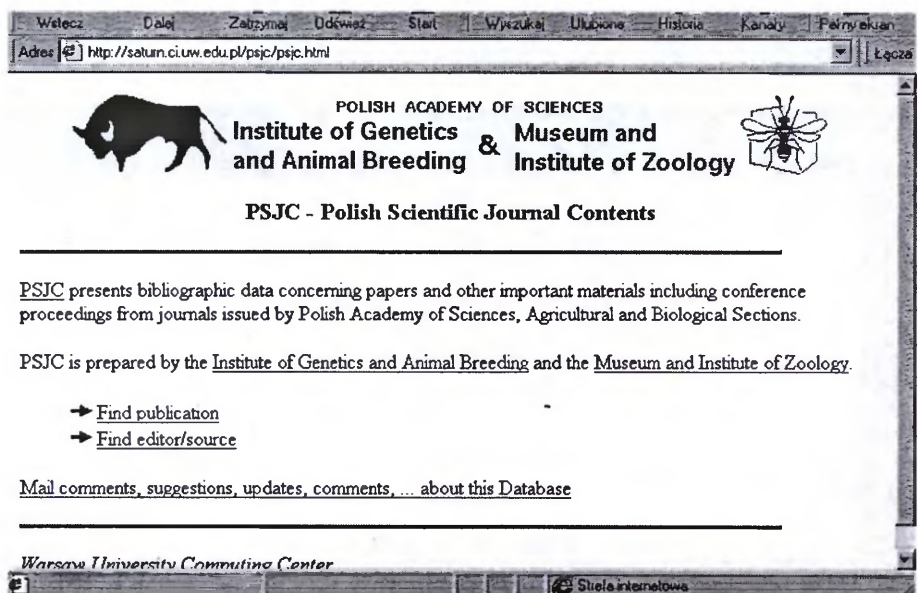 Wstecz Dalej Zatrzymaj Odśwież Start Wyszukaj Ulubione Historia Kanały Pełny ekran
Adres http://saturn.ci.uw.edu.pl/psjc/psjc.html Łącza
POLISH ACADEMY OF SCIENCES
Institute of Genetics and Animal Breeding & Museum and Institute of Zoology
PSJC - Polish Scientific Journal Contents
PSJC presents bibliographic data concerning papers and other important materials including conference
proceedings from journals issued by Polish Academy of Sciences, Agricultural and Biological Sections.
PSJC is prepared by the Institute of Genetics and Animal Breeding and the Museum and Institute of Zoology.
Find publication
Find editor/source
Mail comments, suggestions, updates, comments, ... about this Database
Warsaw University Computing Center
Strefa internetowa